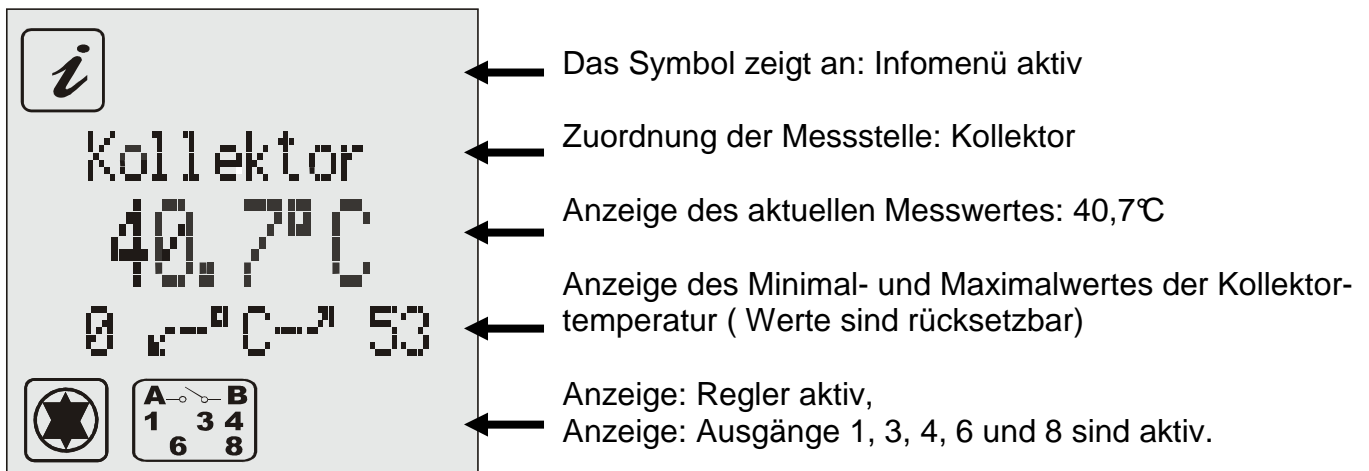 i
Das Symbol zeigt an: Infomenü aktiv
Kollektor
Zuordnung der Messstelle: Kollektor
40.7°C
Anzeige des aktuellen Messwertes: 40,7°C
0 ↙--°C--↗ 53
Anzeige des Minimal- und Maximalwertes der Kollektor-
temperatur ( Werte sind rücksetzbar)
A B
1 3 4
6 8
Anzeige: Regler aktiv,
Anzeige: Ausgänge 1, 3, 4, 6 und 8 sind aktiv.